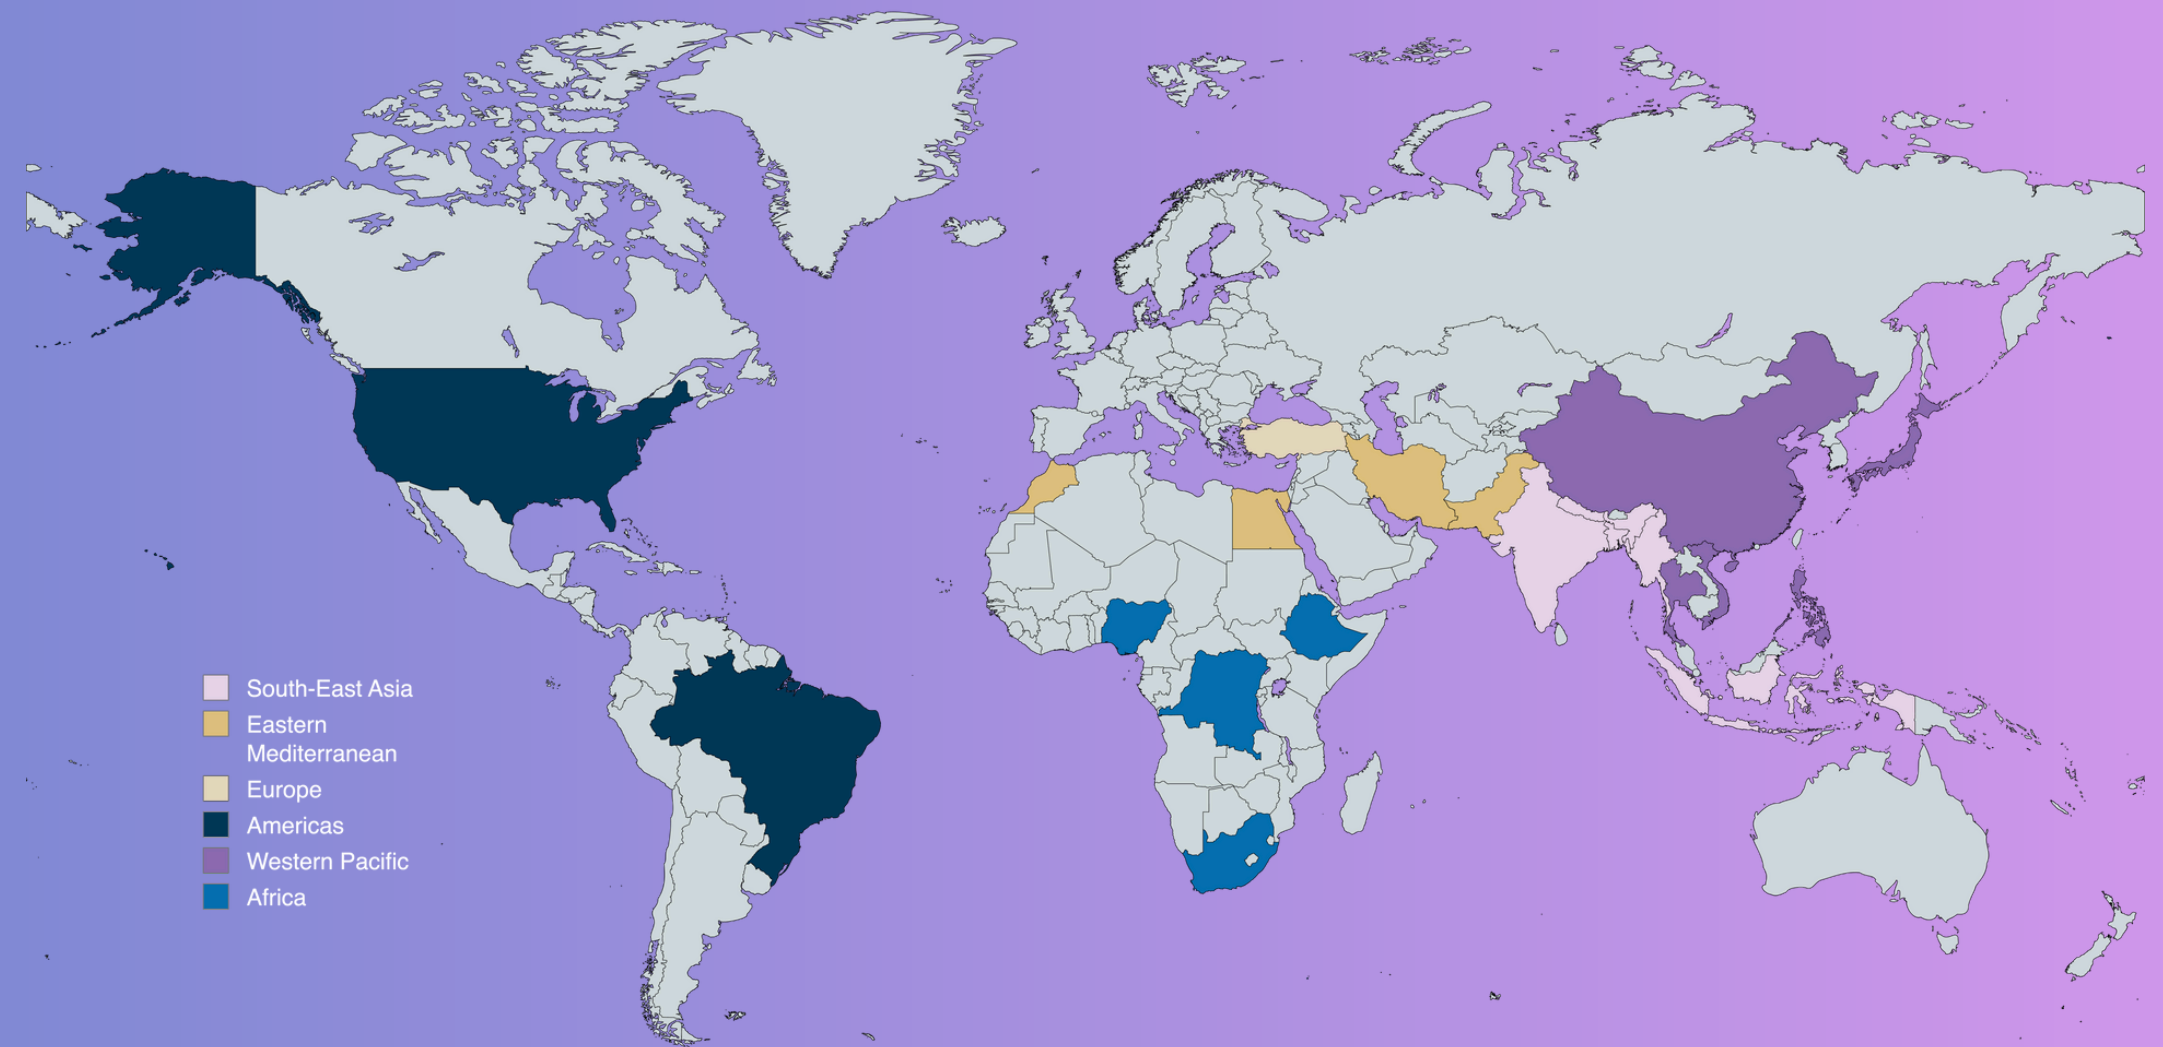 South-East Asia
Eastern
Mediterranean
Europe
Americas
Western Pacific
Africa